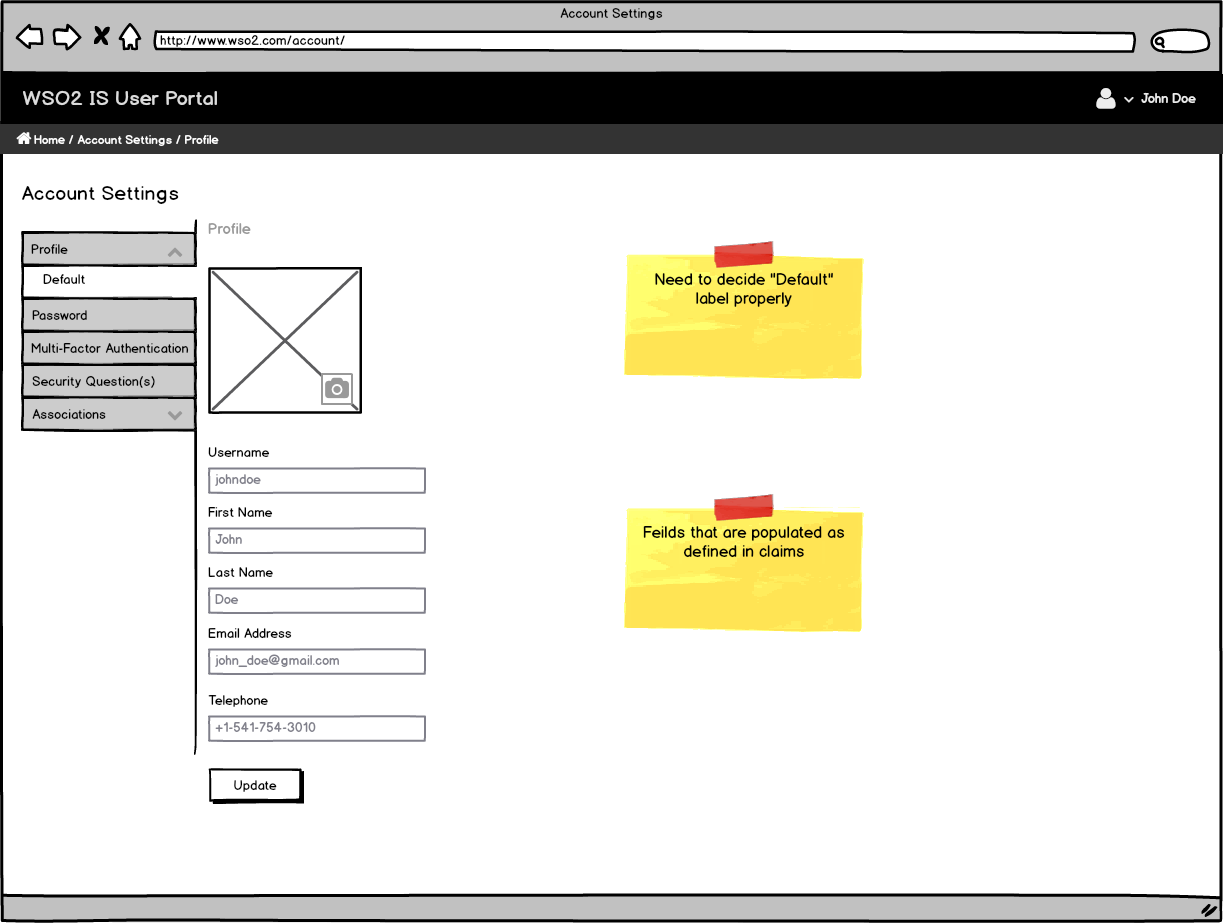 Account Settings
http://www.wso2.com/account/
WSO2 IS User Portal
John Doe
Home / Account Settings / Profile
Account Settings
Profile
Default
Password
Multi-Factor Authentication
Security Question(s)
Associations
Profile
Username
johndoe
First Name
John
Last Name
Doe
Email Address
john_doe@gmail.com
Telephone
+1-541-754-3010
Update
Need to decide "Default"
label properly
Feilds that are populated as
defined in claims